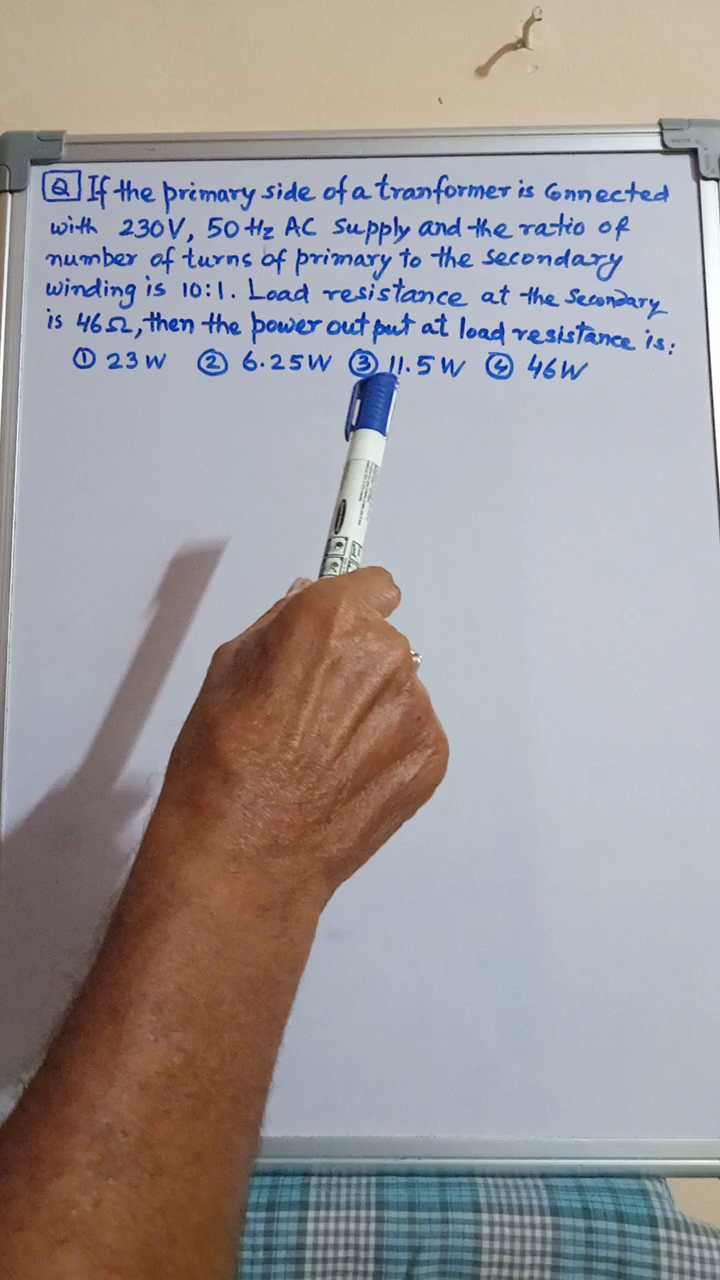 Q If the primary side of a tranformer is Connected
with 230V, 50 Hz AC Supply and the ratio of
number of turns of primary to the secondary
winding is 10:1. Load resistance at the Secondary
is 46Ω, then the power output at load resistance is:
① 23 W ② 6.25W ③ 11.5 W ④ 46W